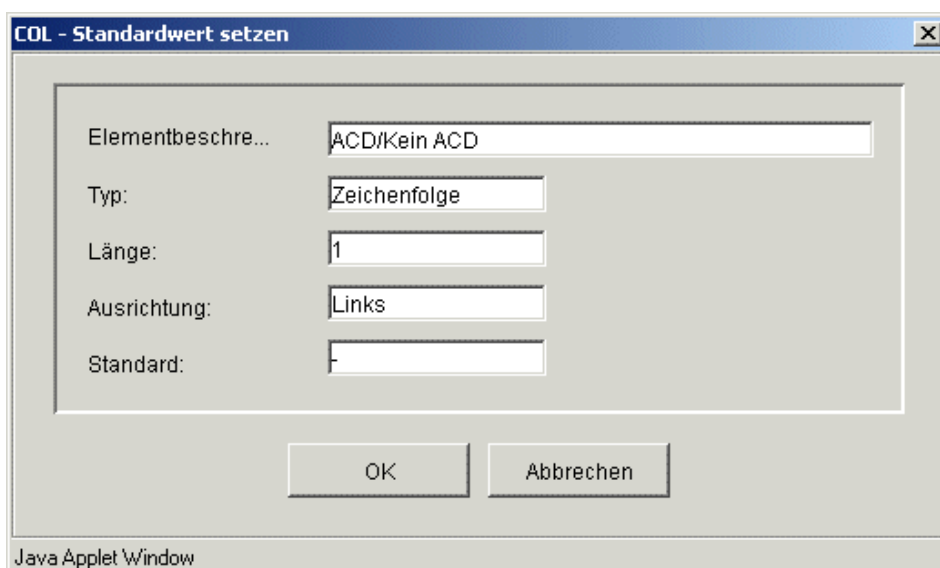 COL - Standardwert setzen
Elementbeschre... ACD/Kein ACD
Typ: Zeichenfolge
Länge: 1
Ausrichtung: Links
Standard: -
OK Abbrechen
Java Applet Window